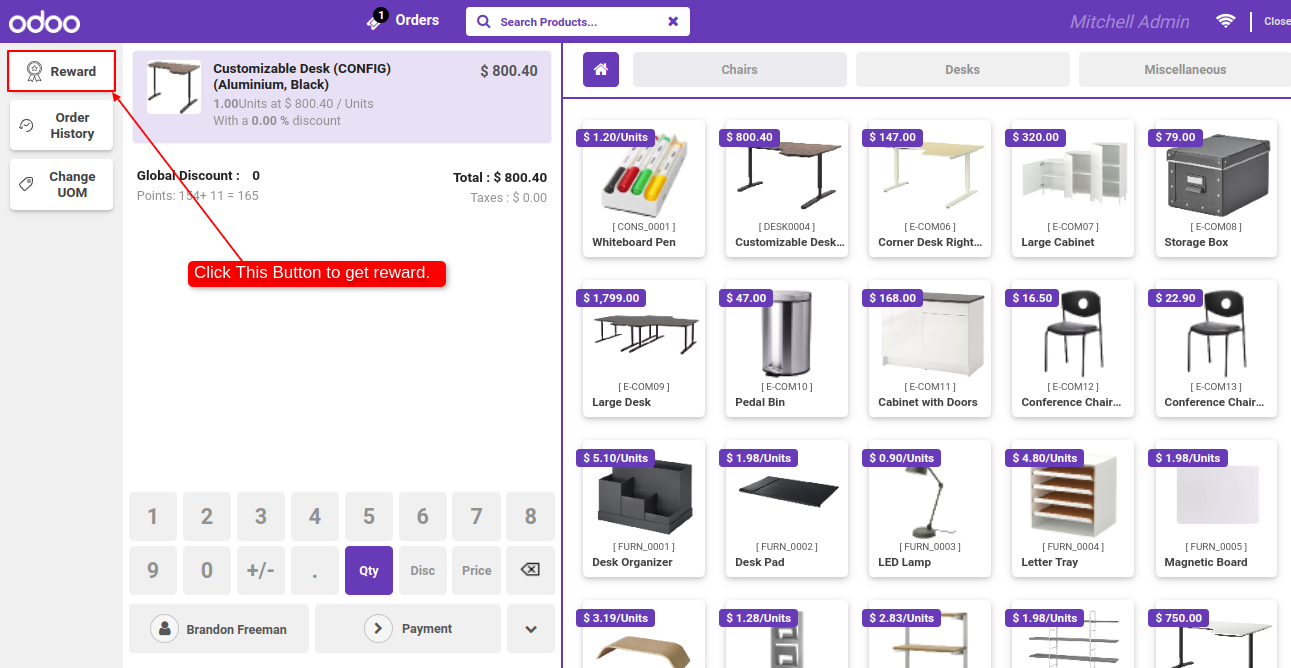 odoo
1
Orders
Search Products...
Mitchell Admin
Close
Reward
Order
History
Change
UOM
Customizable Desk (CONFIG)
(Aluminium, Black)
$ 800.40
1.00Units at $ 800.40 / Units
With a 0.00 % discount
Global Discount : 0
Points: 154+ 11 = 165
Total : $ 800.40
Taxes : $ 0.00
Click This Button to get reward.
1 2 3 4 5 6 7 8
9 0 +/- . Qty Disc Price
Brandon Freeman
Payment
Chairs
Desks
Miscellaneous
$ 1.20/Units
[ CONS_0001 ]
Whiteboard Pen
$ 800.40
[ DESK0004 ]
Customizable Desk...
$ 147.00
[ E-COM06 ]
Corner Desk Right...
$ 320.00
[ E-COM07 ]
Large Cabinet
$ 79.00
[ E-COM08 ]
Storage Box
$ 1,799.00
[ E-COM09 ]
Large Desk
$ 47.00
[ E-COM10 ]
Pedal Bin
$ 168.00
[ E-COM11 ]
Cabinet with Doors
$ 16.50
[ E-COM12 ]
Conference Chair...
$ 22.90
[ E-COM13 ]
Conference Chair...
$ 5.10/Units
[ FURN_0001 ]
Desk Organizer
$ 1.98/Units
[ FURN_0002 ]
Desk Pad
$ 0.90/Units
[ FURN_0003 ]
LED Lamp
$ 4.80/Units
[ FURN_0004 ]
Letter Tray
$ 1.98/Units
[ FURN_0005 ]
Magnetic Board
$ 3.19/Units
$ 1.28/Units
$ 2.83/Units
$ 1.98/Units
$ 750.00